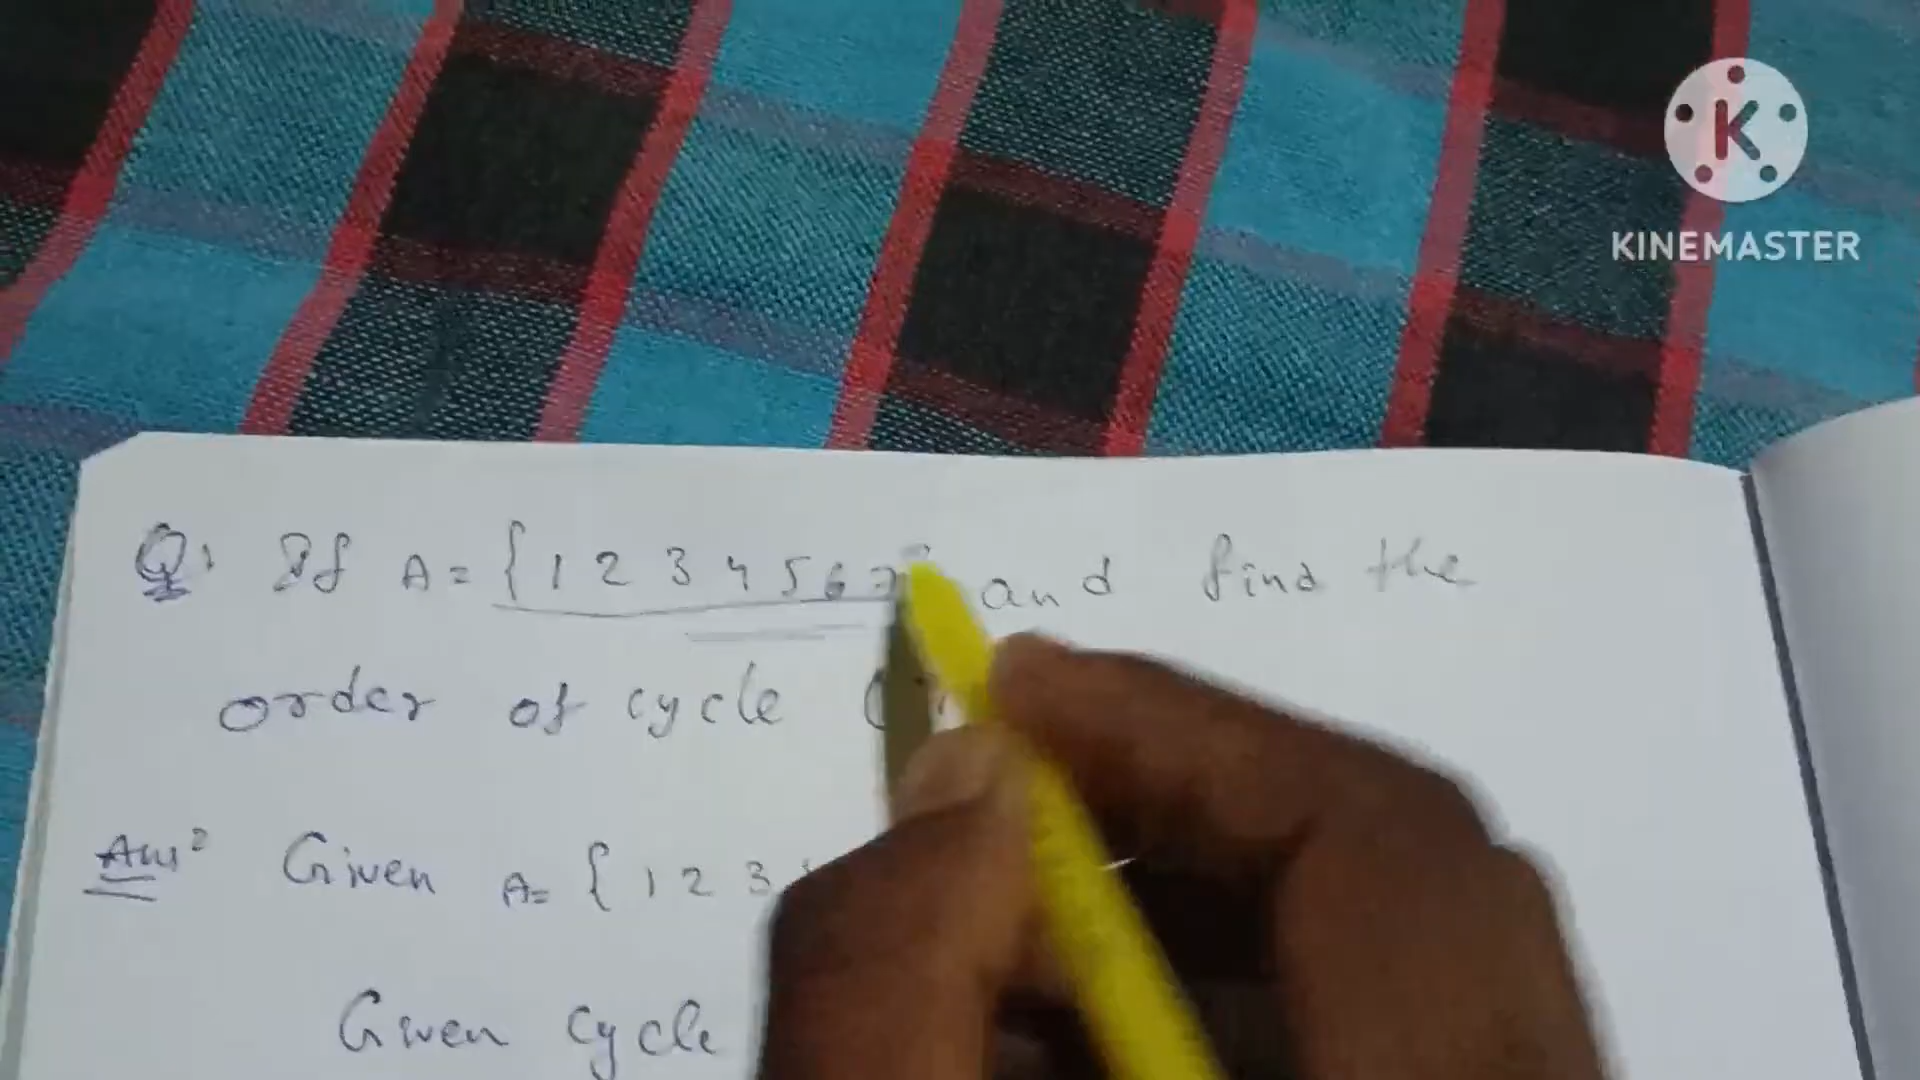 KINEMASTER
Q: If A = { 1 2 3 4 5 6 7 and find the
order of cycle (
Ans: Given A = { 1 2 3
Given cycle